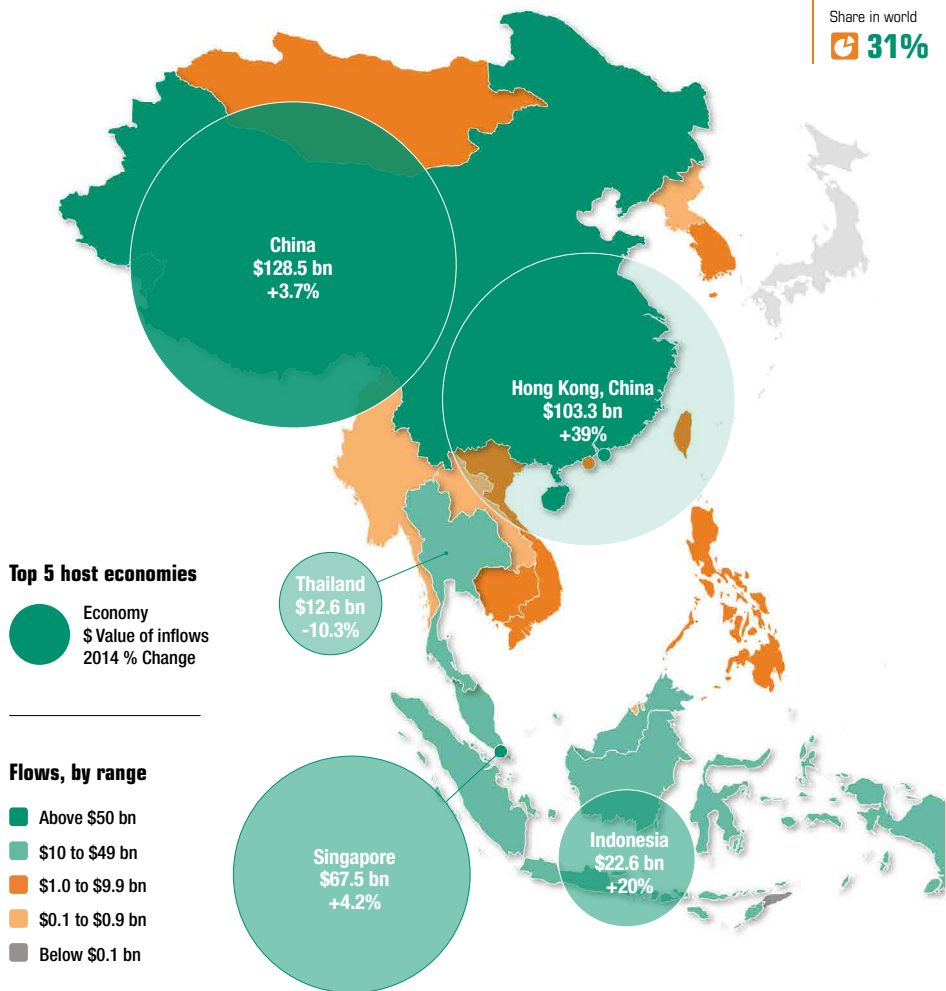 Share in world
31%
China
$128.5 bn
+3.7%
Hong Kong, China
$103.3 bn
+39%
Thailand
$12.6 bn
-10.3%
Top 5 host economies
Economy
$ Value of inflows
2014 % Change
Flows, by range
Above $50 bn
$10 to $49 bn
$1.0 to $9.9 bn
$0.1 to $0.9 bn
Below $0.1 bn
Singapore
$67.5 bn
+4.2%
Indonesia
$22.6 bn
+20%